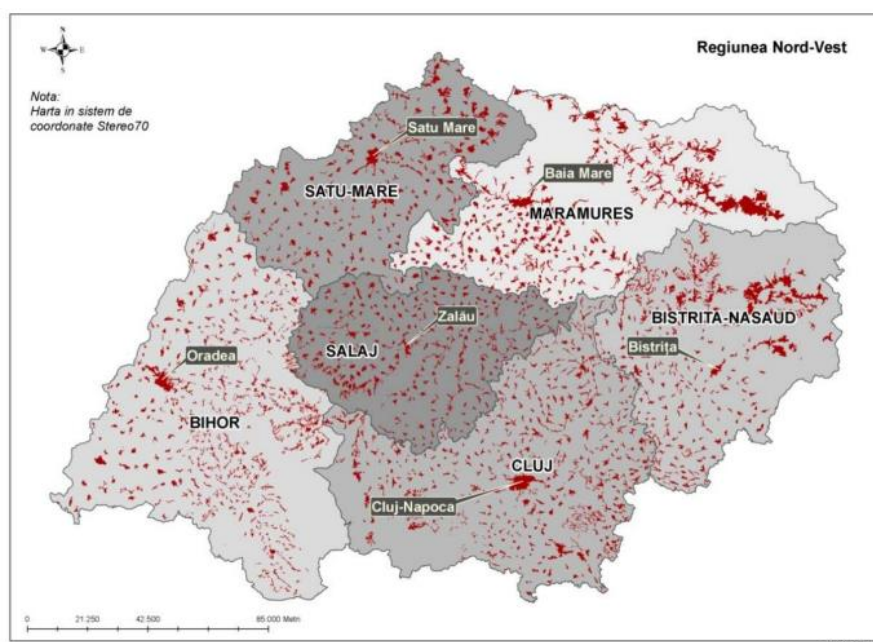 N
W E
S
Regiunea Nord-Vest
Nota:
Harta in sistem de
coordonate Stereo70
Satu Mare
Baia Mare
SATU-MARE
MARAMURES
Zalău
BISTRITA-NASAUD
SALAJ
Bistrița
Oradea
BIHOR
CLUJ
Cluj-Napoca
0 21.250 42.500 85.000 Metri